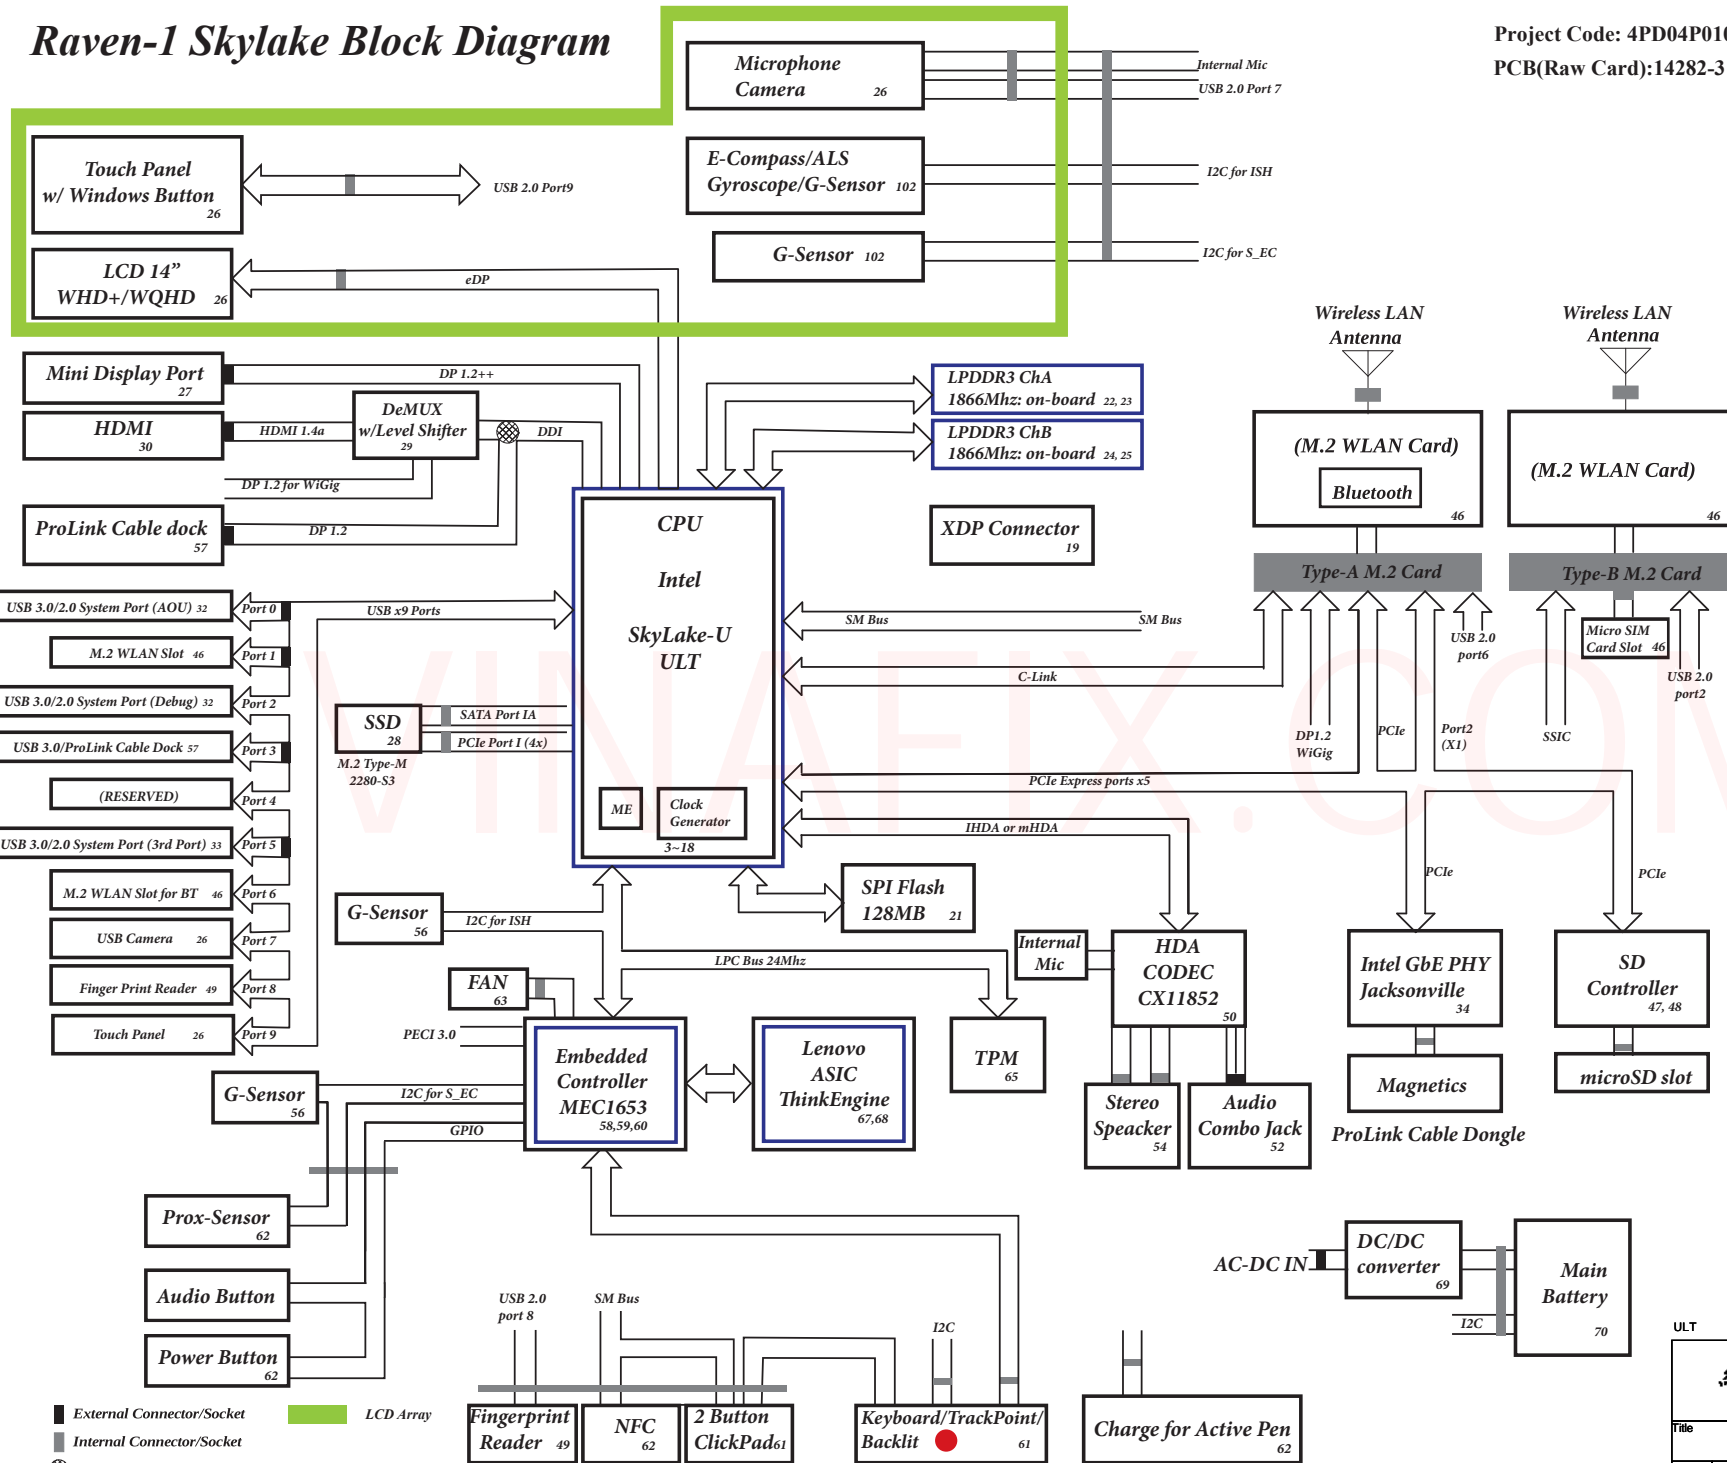 Raven-1 Skylake Block Diagram
Project Code: 4PD04P01
PCB(Raw Card):14282-3
Microphone
Camera 26
Internal Mic
USB 2.0 Port 7
E-Compass/ALS
Gyroscope/G-Sensor 102
I2C for ISH
G-Sensor 102
I2C for S_EC
Touch Panel
w/ Windows Button
26
USB 2.0 Port9
LCD 14”
WHD+/WQHD 26
eDP
Mini Display Port
27
DP 1.2++
HDMI
30
HDMI 1.4a
DeMUX
w/Level Shifter
29
DDI
DP 1.2 for WiGig
ProLink Cable dock
57
DP 1.2
LPDDR3 ChA
1866Mhz: on-board 22, 23
LPDDR3 ChB
1866Mhz: on-board 24, 25
XDP Connector
19
Wireless LAN
Antenna
(M.2 WLAN Card)
Bluetooth
46
Type-A M.2 Card
Wireless LAN
Antenna
(M.2 WLAN Card)
46
Type-B M.2 Card
Micro SIM
Card Slot 46
USB 2.0
port6
USB 2.0
port2
SSIC
DP1.2
WiGig
PCIe
Port2
(X1)
CPU
Intel
SkyLake-U
ULT
ME
Clock
Generator
3~18
SM Bus
SM Bus
C-Link
PCIe Express ports x5
IHDA or mHDA
USB x9 Ports
USB 3.0/2.0 System Port (AOU) 32
Port 0
M.2 WLAN Slot 46
Port 1
USB 3.0/2.0 System Port (Debug) 32
Port 2
USB 3.0/ProLink Cable Dock 57
Port 3
(RESERVED)
Port 4
USB 3.0/2.0 System Port (3rd Port) 33
Port 5
M.2 WLAN Slot for BT 46
Port 6
USB Camera 26
Port 7
Finger Print Reader 49
Port 8
Touch Panel 26
Port 9
SSD
28
M.2 Type-M
2280-S3
SATA Port IA
PCIe Port I (4x)
VINAFIX.COM
G-Sensor
56
I2C for ISH
SPI Flash
128MB 21
LPC Bus 24Mhz
FAN
63
PECI 3.0
Embedded
Controller
MEC1653
58,59,60
Lenovo
ASIC
ThinkEngine
67,68
TPM
65
Internal
Mic
HDA
CODEC
CX11852
50
Stereo
Speacker
54
Audio
Combo Jack
52
PCIe
Intel GbE PHY
Jacksonville
34
Magnetics
ProLink Cable Dongle
PCIe
SD
Controller
47, 48
microSD slot
G-Sensor
56
I2C for S_EC
GPIO
Prox-Sensor
62
Audio Button
Power Button
62
USB 2.0
port 8
SM Bus
I2C
Fingerprint
Reader 49
NFC
62
2 Button
ClickPad61
Keyboard/TrackPoint/
Backlit 61
Charge for Active Pen
62
AC-DC IN
DC/DC
converter
69
I2C
Main
Battery
70
External Connector/Socket
LCD Array
Internal Connector/Socket
ULT
Title